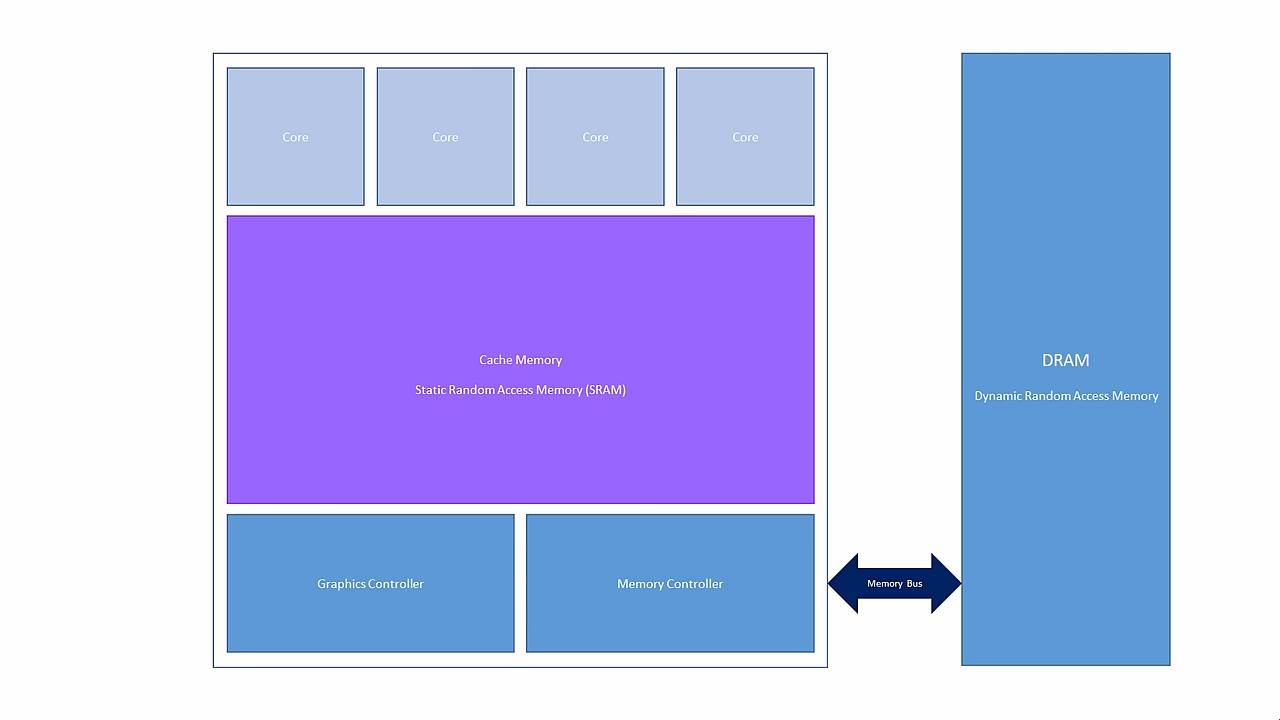 Core
Core
Core
Core
Cache Memory
Static Random Access Memory (SRAM)
DRAM
Dynamic Random Access Memory
Graphics Controller
Memory Controller
Memory Bus